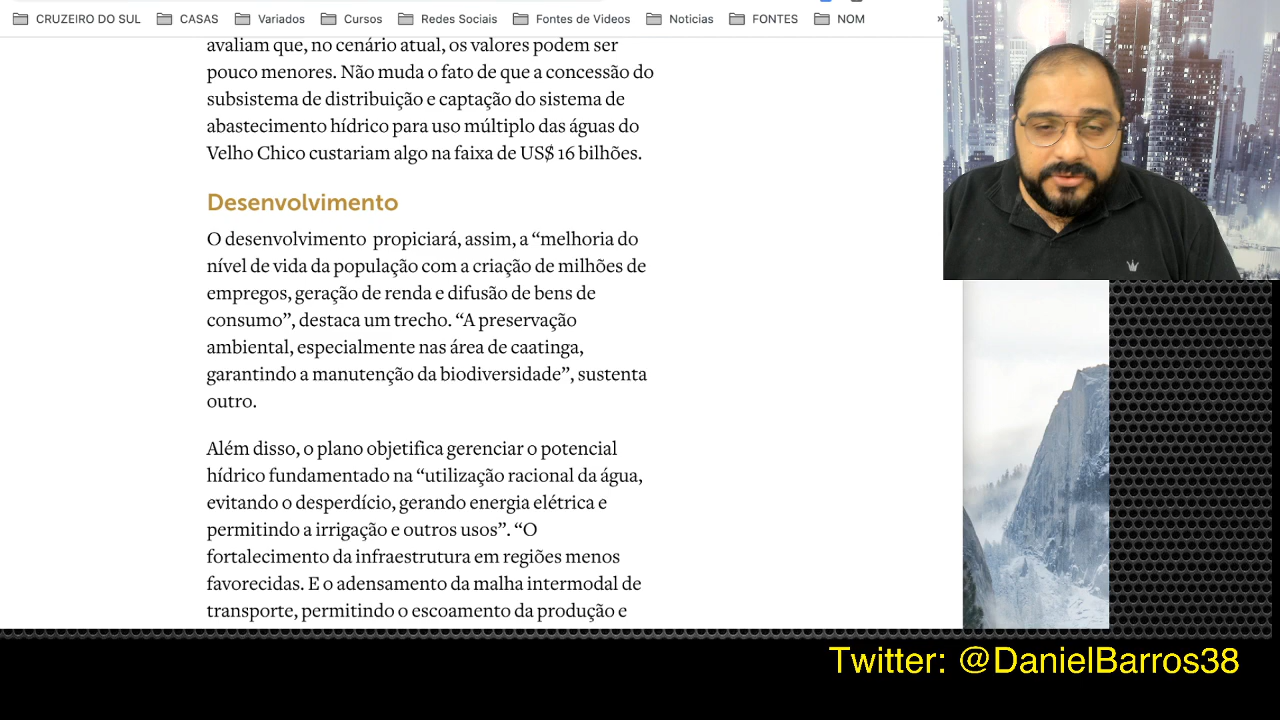 CRUZEIRO DO SUL CASAS Variados Cursos Redes Sociais Fontes de Videos Noticias FONTES NOM »
avaliam que, no cenário atual, os valores podem ser
pouco menores. Não muda o fato de que a concessão do
subsistema de distribuição e captação do sistema de
abastecimento hídrico para uso múltiplo das águas do
Velho Chico custariam algo na faixa de US$ 16 bilhões.
Desenvolvimento
O desenvolvimento propiciará, assim, a “melhoria do
nível de vida da população com a criação de milhões de
empregos, geração de renda e difusão de bens de
consumo”, destaca um trecho. “A preservação
ambiental, especialmente nas área de caatinga,
garantindo a manutenção da biodiversidade”, sustenta
outro.
Além disso, o plano objetifica gerenciar o potencial
hídrico fundamentado na “utilização racional da água,
evitando o desperdício, gerando energia elétrica e
permitindo a irrigação e outros usos”. “O
fortalecimento da infraestrutura em regiões menos
favorecidas. E o adensamento da malha intermodal de
transporte, permitindo o escoamento da produção e
Twitter: @DanielBarros38